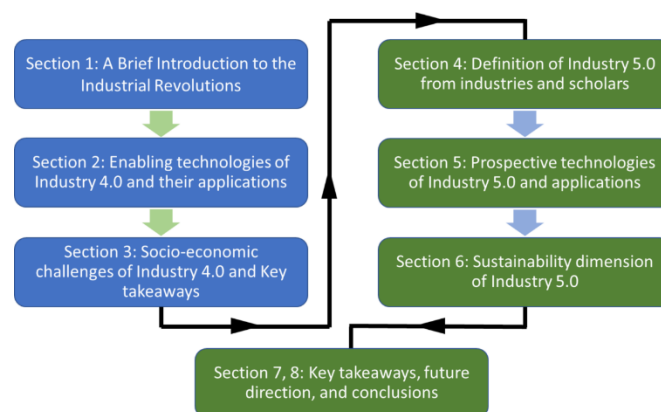 Section 1: A Brief Introduction to the
Industrial Revolutions
Section 2: Enabling technologies of
Industry 4.0 and their applications
Section 3: Socio-economic
challenges of Industry 4.0 and Key
takeaways
Section 4: Definition of Industry 5.0
from industries and scholars
Section 5: Prospective technologies
of Industry 5.0 and applications
Section 6: Sustainability dimension
of Industry 5.0
Section 7, 8: Key takeaways, future
direction, and conclusions